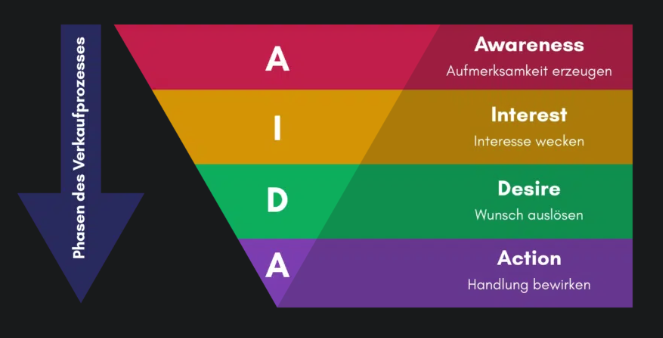 Phasen des Verkaufprozesses
A
Awareness
Aufmerksamkeit erzeugen
I
Interest
Interesse wecken
D
Desire
Wunsch auslösen
A
Action
Handlung bewirken